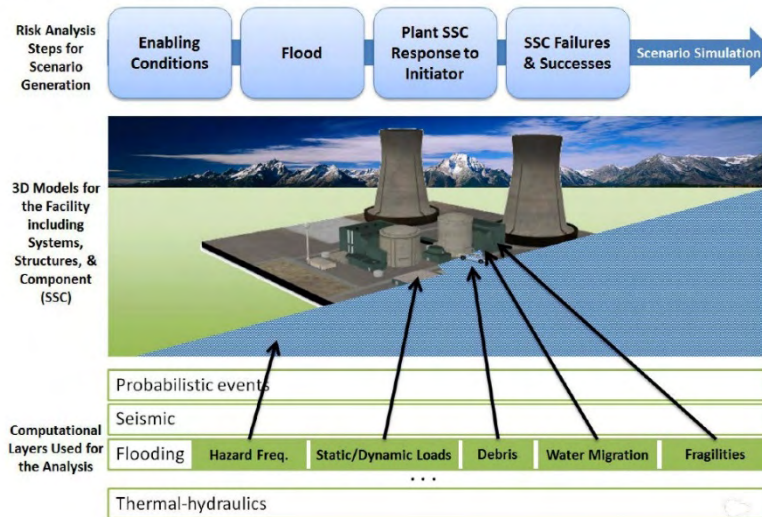 Risk Analysis
Steps for
Scenario
Generation
Enabling
Conditions
Flood
Plant SSC
Response to
Initiator
SSC Failures
& Successes
Scenario Simulation
3D Models for
the Facility
including
Systems,
Structures, &
Component
(SSC)
Probabilistic events
Seismic
Computational
Layers Used for
the Analysis
Flooding
Hazard Freq.
Static/Dynamic Loads
Debris
Water Migration
Fragilities
...
Thermal-hydraulics